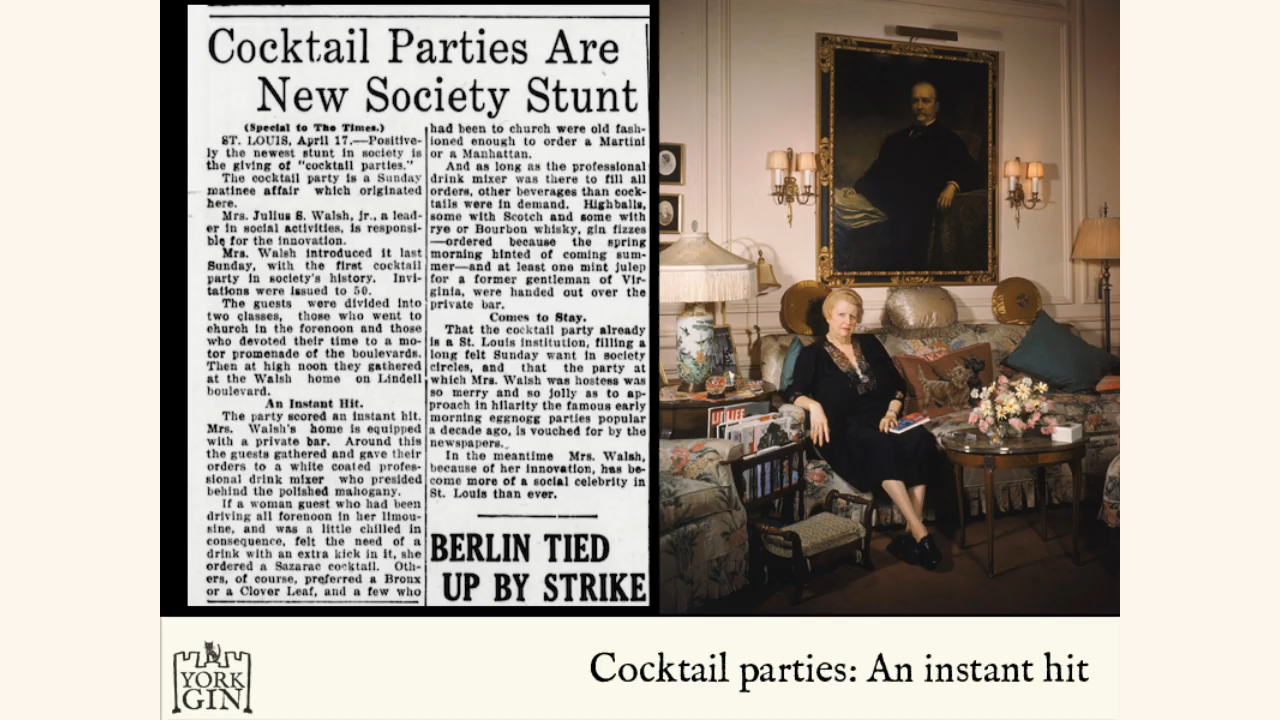 Cocktail Parties Are
New Society Stunt
(Special to The Times.)
ST. LOUIS, April 17.—Positive-
ly the newest stunt in society is
the giving of "cocktail parties."
The cocktail party is a Sunday
matinee affair which originated
here.
Mrs. Julius S. Walsh, jr., a lead-
er in social activities, is responsi-
ble for the innovation.
Mrs. Walsh introduced it last
Sunday, with the first cocktail
party in society's history. Invi-
tations were issued to 50.
The guests were divided into
two classes, those who went to
church in the forenoon and those
who devoted their time to a mo-
tor promenade of the boulevards.
Then at high noon they gathered
at the Walsh home on Lindell
boulevard.
An Instant Hit.
The party scored an instant hit.
Mrs. Walsh's home is equipped
with a private bar. Around this
the guests gathered and gave their
orders to a white coated profes-
sional drink mixer who presided
behind the polished mahogany.
If a woman guest who had been
driving all forenoon in her limou-
sine, and was a little chilled in
consequence, felt the need of a
drink with an extra kick in it, she
ordered a Sazarac cocktail. Oth-
ers, of course, preferred a Bronx
or a Clover Leaf, and a few who
had been to church were old fash-
ioned enough to order a Martini
or a Manhattan.
And as long as the professional
drink mixer was there to fill all
orders, other beverages than cock-
tails were in demand. Highballs,
some with Scotch and some with
rye or Bourbon whisky, gin fizzes
—ordered because the spring
morning hinted of coming sum-
mer—and at least one mint julep
for a former gentleman of Vir-
ginia, were handed out over the
private bar.
Comes to Stay.
That the cocktail party already
is a St. Louis institution, filling a
long felt Sunday want in society
circles, and that the party at
which Mrs. Walsh was hostess was
so merry and so jolly as to ap-
proach in hilarity the famous early
morning eggnogg parties popular
a decade ago, is vouched for by the
newspapers.
In the meantime Mrs. Walsh,
because of her innovation, has be-
come more of a social celebrity in
St. Louis than ever.
BERLIN TIED
UP BY STRIKE
LIFE
YORK
GIN
Cocktail parties: An instant hit